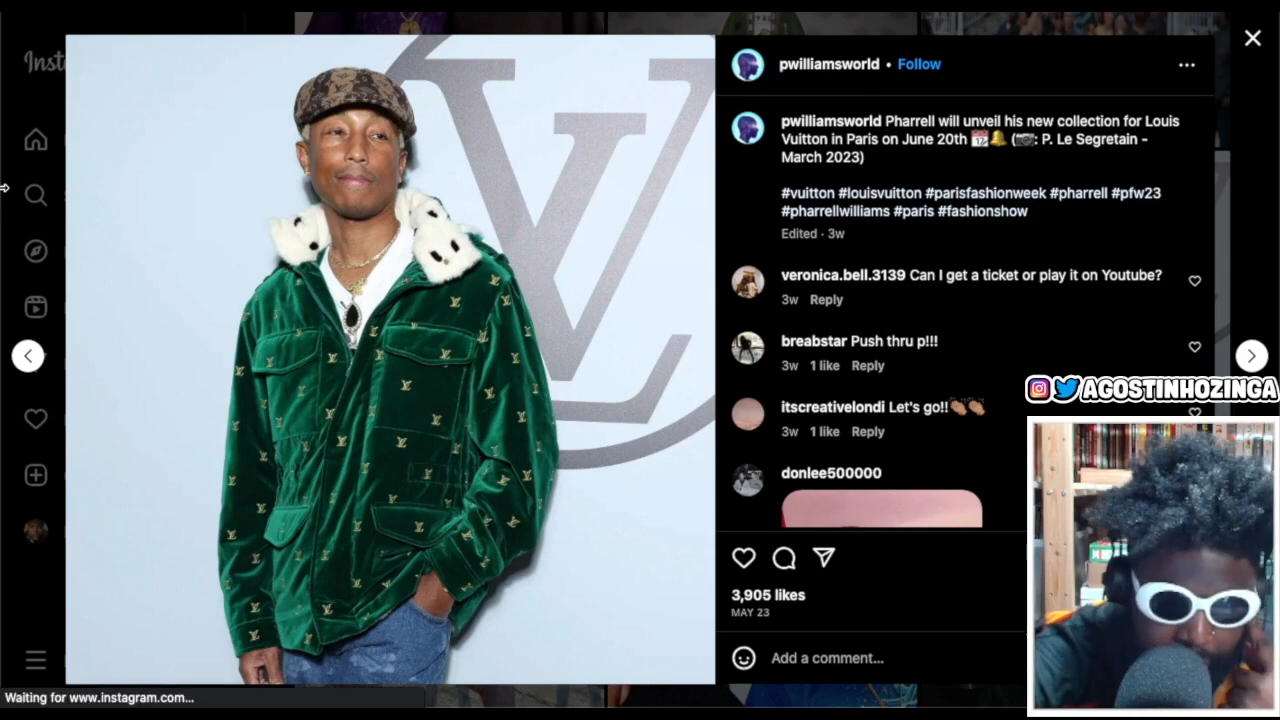 Inst
pwilliamsworld • Follow
pwilliamsworld Pharrell will unveil his new collection for Louis
Vuitton in Paris on June 20th 📆🔔 (📷: P. Le Segretain -
March 2023)
#vuitton #louisvuitton #parisfashionweek #pharrell #pfw23
#pharrellwilliams #paris #fashionshow
Edited · 3w
veronica.bell.3139 Can I get a ticket or play it on Youtube?
3w Reply
breabstar Push thru p!!!
3w 1 like Reply
itscreativelondi Let's go!!👏🏽👏🏽
3w 1 like Reply
donlee500000
3,905 likes
MAY 23
Add a comment...
AGOSTINHOZINGA
LV
Waiting for www.instagram.com...